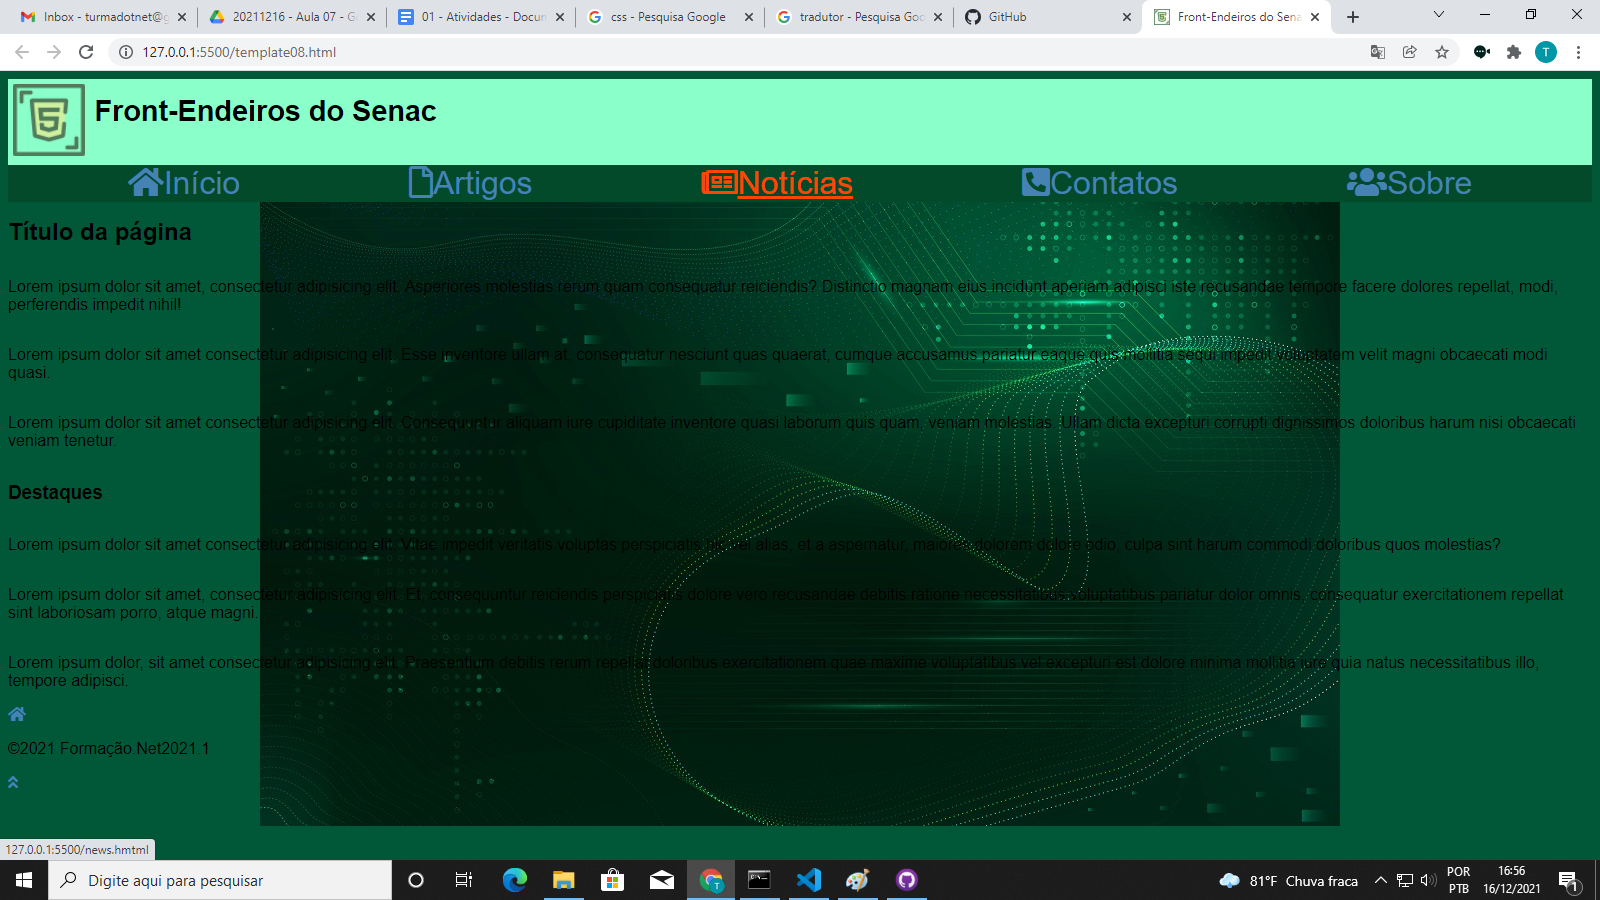 Inbox - turmadotnet@g
20211216 - Aula 07 - G
01 - Atividades - Docum
css - Pesquisa Google
tradutor - Pesquisa Goo
GitHub
Front-Endeiros do Sena
127.0.0.1:5500/template08.html
T
Front-Endeiros do Senac
Início
Artigos
Notícias
Contatos
Sobre
Título da página
Lorem ipsum dolor sit amet, consectetur adipisicing elit. Asperiores molestias rerum quam consequatur reiciendis? Distinctio magnam eius incidunt aperiam adipisci iste recusandae tempore facere dolores repellat, modi,
perferendis impedit nihil!
Lorem ipsum dolor sit amet consectetur adipisicing elit. Esse inventore ullam at, consequatur nesciunt quas quaerat, cumque accusamus pariatur eaque quis mollitia sequi impedit voluptatem velit magni obcaecati modi
quasi.
Lorem ipsum dolor sit amet consectetur adipisicing elit. Consequuntur aliquam iure cupiditate inventore quasi laborum quis quam, veniam molestias. Ullam dicta excepturi corrupti dignissimos doloribus harum nisi obcaecati
veniam tenetur.
Destaques
Lorem ipsum dolor sit amet consectetur adipisicing elit. Vitae impedit veritatis voluptas perspiciatis hic vel alias, et a aspernatur, maiores dolorem dolore odio, culpa sint harum commodi doloribus quos molestias?
Lorem ipsum dolor sit amet, consectetur adipisicing elit. Et, consequuntur reiciendis perspiciatis dolore vero recusandae debitis ratione necessitatibus voluptatibus pariatur dolor omnis, consequatur exercitationem repellat
sint laboriosam porro, atque magni.
Lorem ipsum dolor, sit amet consectetur adipisicing elit. Praesentium debitis rerum repellat doloribus exercitationem quae maxime voluptatibus vel excepturi est dolore minima mollitia iure quia natus necessitatibus illo,
tempore adipisci.
©2021 Formação.Net2021.1
127.0.0.1:5500/news.hmtml
Digite aqui para pesquisar
81°F Chuva fraca
POR
PTB
16:56
16/12/2021
1